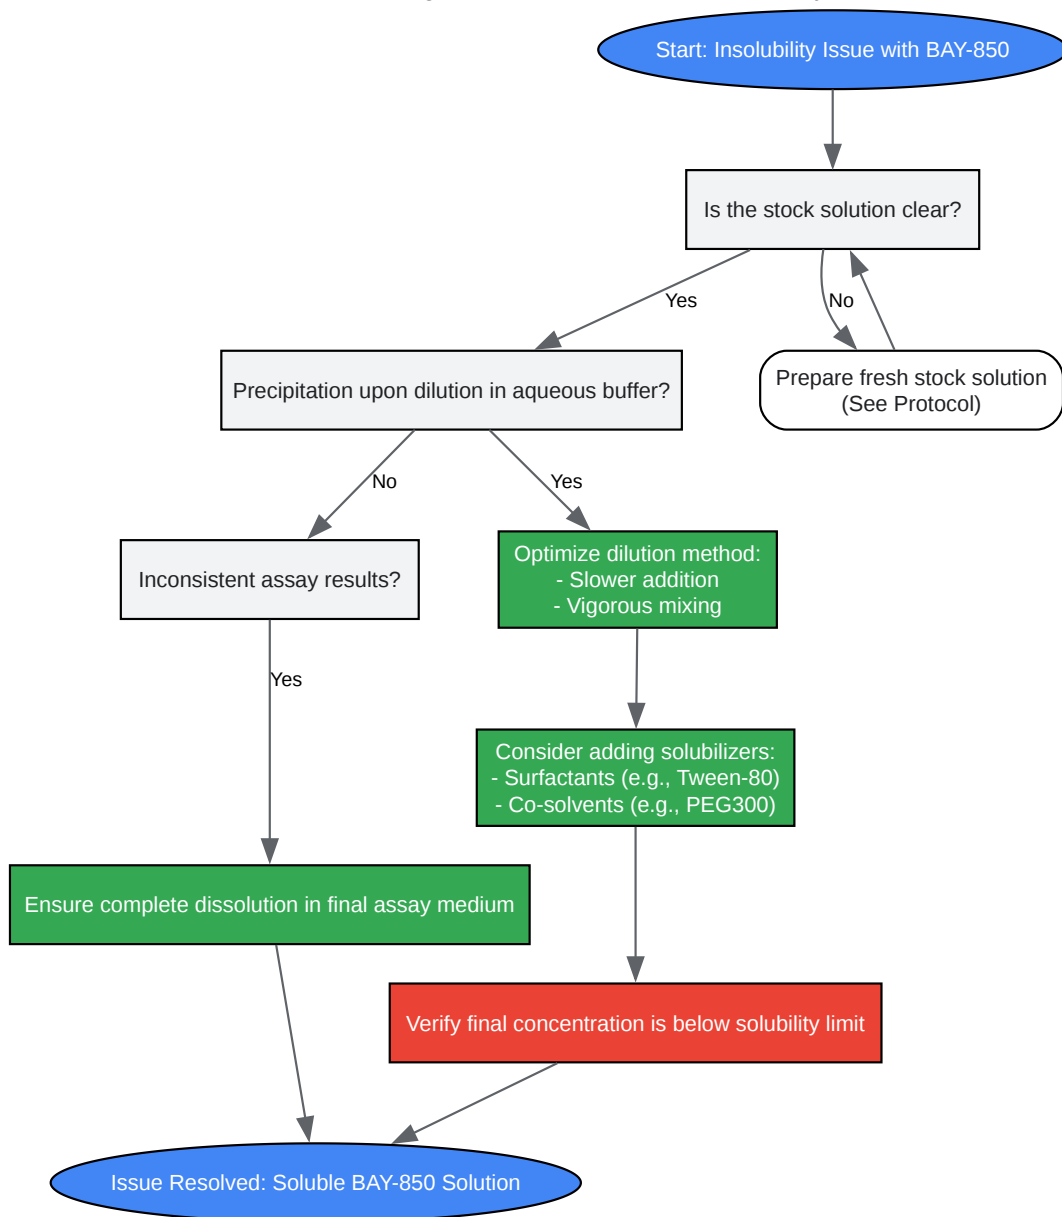 Start: Insolubility Issue with BAY-850
Is the stock solution clear?
Yes
No
Precipitation upon dilution in aqueous buffer?
Prepare fresh stock solution
(See Protocol)
No
Yes
Inconsistent assay results?
Optimize dilution method:
- Slower addition
- Vigorous mixing
Yes
Consider adding solubilizers:
- Surfactants (e.g., Tween-80)
- Co-solvents (e.g., PEG300)
Ensure complete dissolution in final assay medium
Verify final concentration is below solubility limit
Issue Resolved: Soluble BAY-850 Solution